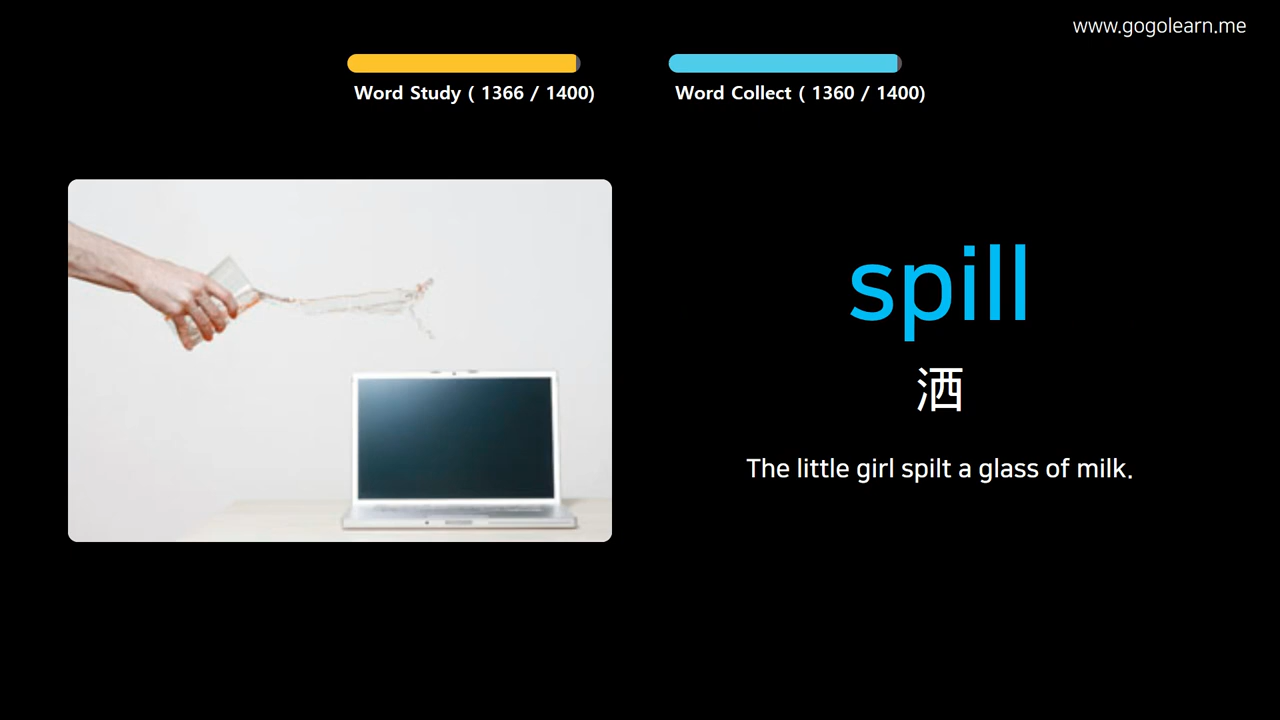 www.gogolearn.me
Word Study ( 1366 / 1400)
Word Collect ( 1360 / 1400)
spill
洒
The little girl spilt a glass of milk.